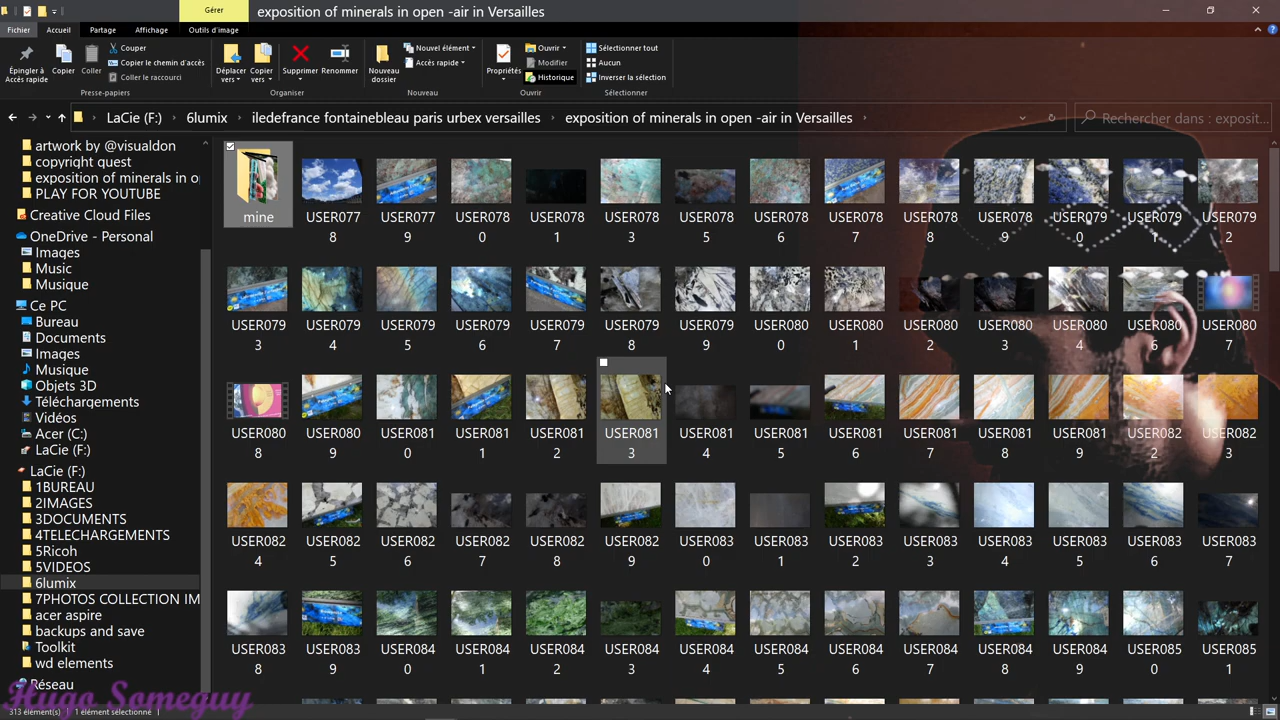 Gérer
exposition of minerals in open -air in Versailles
Fichier Accueil Partage Affichage Outils d'image
Épingler à Accès rapide
Copier
Coller
Couper
Copier le chemin d'accès
Coller le raccourci
Presse-papiers
Déplacer vers
Copier vers
Supprimer
Renommer
Organiser
Nouveau dossier
Nouvel élément
Accès rapide
Nouveau
Propriétés
Ouvrir
Modifier
Historique
Ouvrir
Sélectionner tout
Aucun
Inverser la sélection
Sélectionner
LaCie (F:) 6lumix iledefrance fontainebleau paris urbex versailles exposition of minerals in open -air in Versailles
Rechercher dans : exposit...
artwork by @visualdon
copyright quest
exposition of minerals in o
PLAY FOR YOUTUBE
Creative Cloud Files
OneDrive - Personal
Images
Music
Musique
Ce PC
Bureau
Documents
Images
Musique
Objets 3D
Téléchargements
Vidéos
Acer (C:)
LaCie (F:)
LaCie (F:)
1BUREAU
2IMAGES
3DOCUMENTS
4TELECHARGEMENTS
5Ricoh
5VIDEOS
6lumix
7PHOTOS COLLECTION IM
acer aspire
backups and save
Toolkit
wd elements
Réseau
mine USER0778 USER0779 USER0780 USER0781 USER0783 USER0785 USER0786 USER0787 USER0788 USER0789 USER0790 USER0791 USER0792
USER0793 USER0794 USER0795 USER0796 USER0797 USER0798 USER0799 USER0800 USER0801 USER0802 USER0803 USER0804 USER0806 USER0807
USER0808 USER0809 USER0810 USER0811 USER0812 USER0813 USER0814 USER0815 USER0816 USER0817 USER0818 USER0819 USER0822 USER0823
USER0824 USER0825 USER0826 USER0827 USER0828 USER0829 USER0830 USER0831 USER0832 USER0833 USER0834 USER0835 USER0836 USER0837
USER0838 USER0839 USER0840 USER0841 USER0842 USER0843 USER0844 USER0845 USER0846 USER0847 USER0848 USER0849 USER0850 USER0851
Hugo Someguy
313 élément(s) 1 élément sélectionné